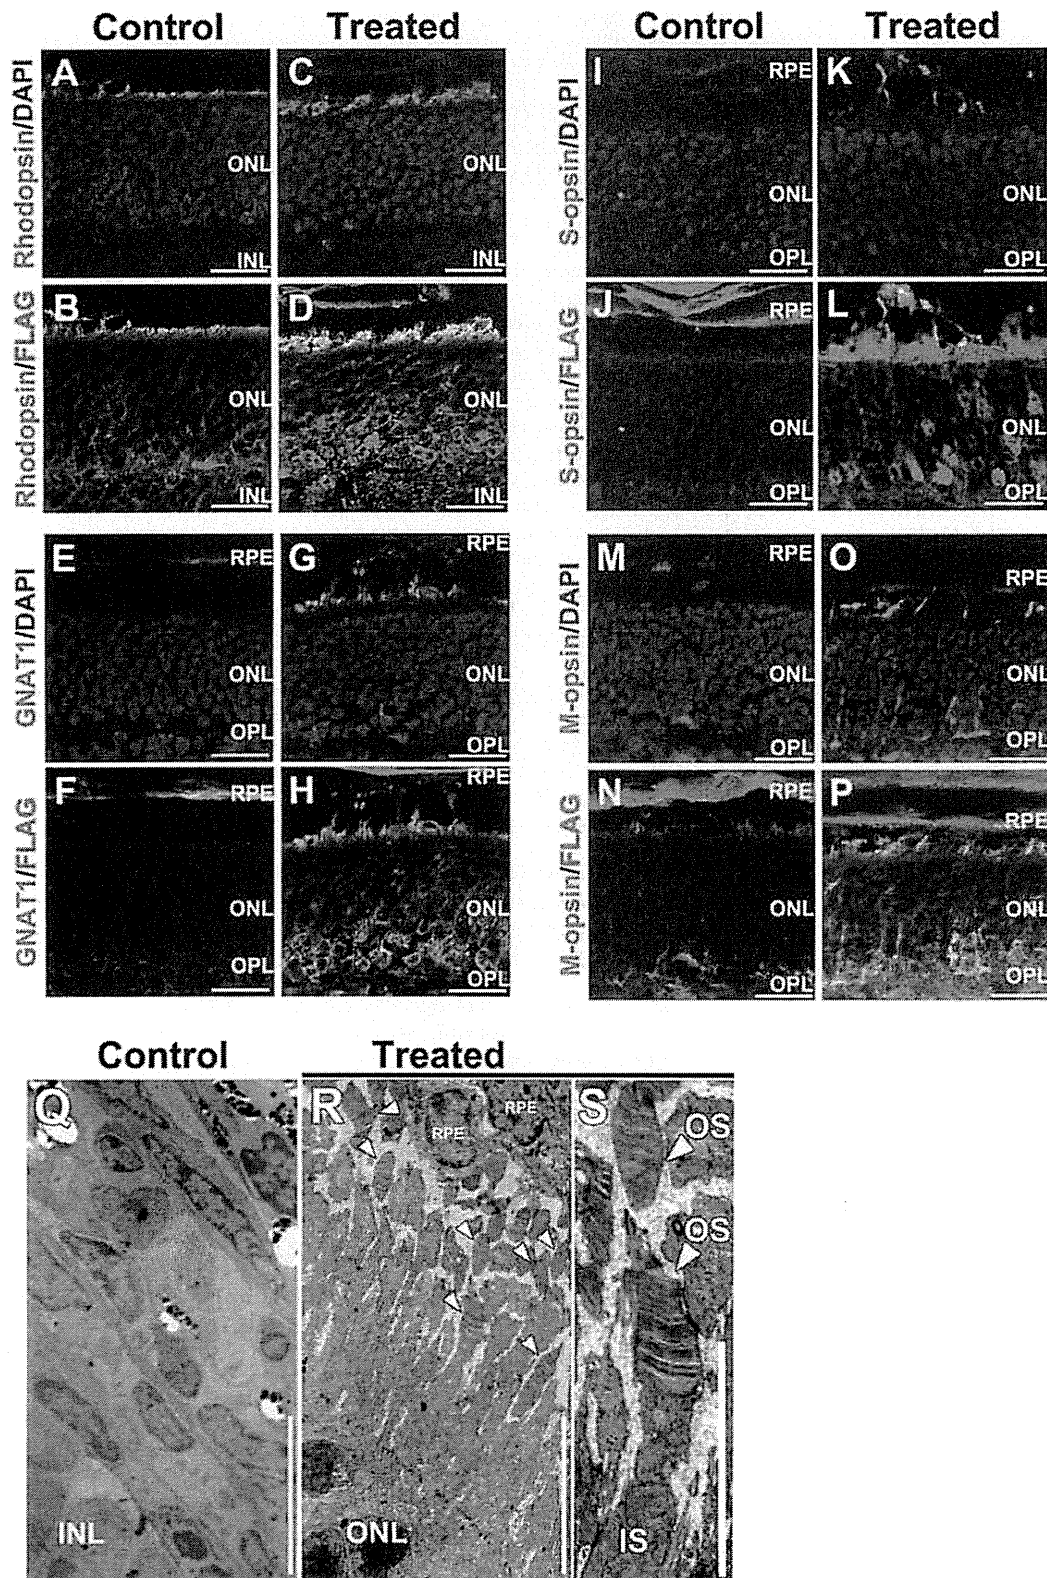 Control Treated
Rhodopsin/DAPI
A
ONL
INL
C
ONL
INL
Rhodopsin/FLAG
B
ONL
INL
D
ONL
INL
GNAT1/DAPI
E
RPE
ONL
OPL
G
RPE
ONL
OPL
GNAT1/FLAG
F
RPE
ONL
OPL
H
RPE
ONL
OPL
Control Treated
S-opsin/DAPI
I
RPE
ONL
OPL
K
RPE
ONL
OPL
S-opsin/FLAG
J
RPE
ONL
OPL
L
RPE
ONL
OPL
M-opsin/DAPI
M
RPE
ONL
OPL
O
RPE
ONL
OPL
M-opsin/FLAG
N
RPE
ONL
OPL
P
RPE
ONL
OPL
Control Treated
Q
INL
R
RPE
RPE
ONL
S
OS
OS
IS